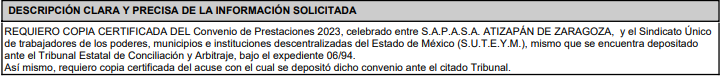 DESCRIPCIÓN CLARA Y PRECISA DE LA INFORMACIÓN SOLICITADA
REQUIERO COPIA CERTIFICADA DEL Convenio de Prestaciones 2023, celebrado entre S.A.P.A.S.A. ATIZAPÁN DE ZARAGOZA, y el Sindicato Único
de trabajadores de los poderes, municipios e instituciones descentralizadas del Estado de México (S.U.T.E.Y.M.), mismo que se encuentra depositado
ante el Tribunal Estatal de Conciliación y Arbitraje, bajo el expediente 06/94.
Así mismo, requiero copia certificada del acuse con el cual se depositó dicho convenio ante el citado Tribunal.